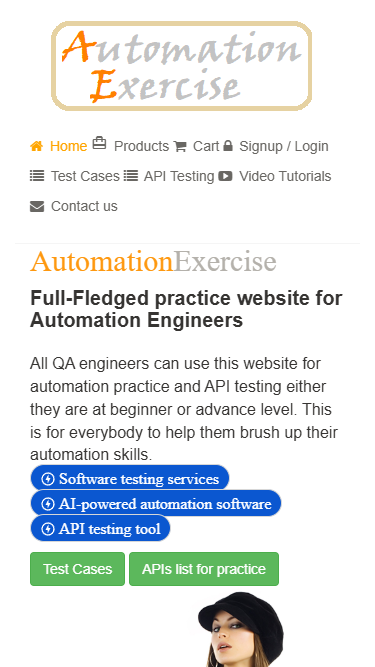 Automation
Exercise
Home Products Cart Signup / Login
Test Cases API Testing Video Tutorials
Contact us
AutomationExercise
Full-Fledged practice website for
Automation Engineers
All QA engineers can use this website for
automation practice and API testing either
they are at beginner or advance level. This
is for everybody to help them brush up their
automation skills.
Software testing services
AI-powered automation software
API testing tool
Test Cases APIs list for practice